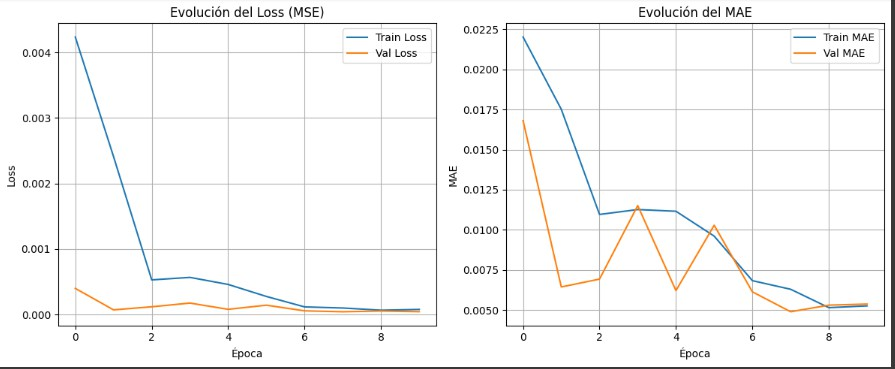 Evolución del Loss (MSE)
Train Loss
Val Loss
0.004
0.003
0.002
0.001
0.000
Loss
0 2 4 6 8
Época
Evolución del MAE
Train MAE
Val MAE
0.0225
0.0200
0.0175
0.0150
0.0125
0.0100
0.0075
0.0050
MAE
0 2 4 6 8
Época